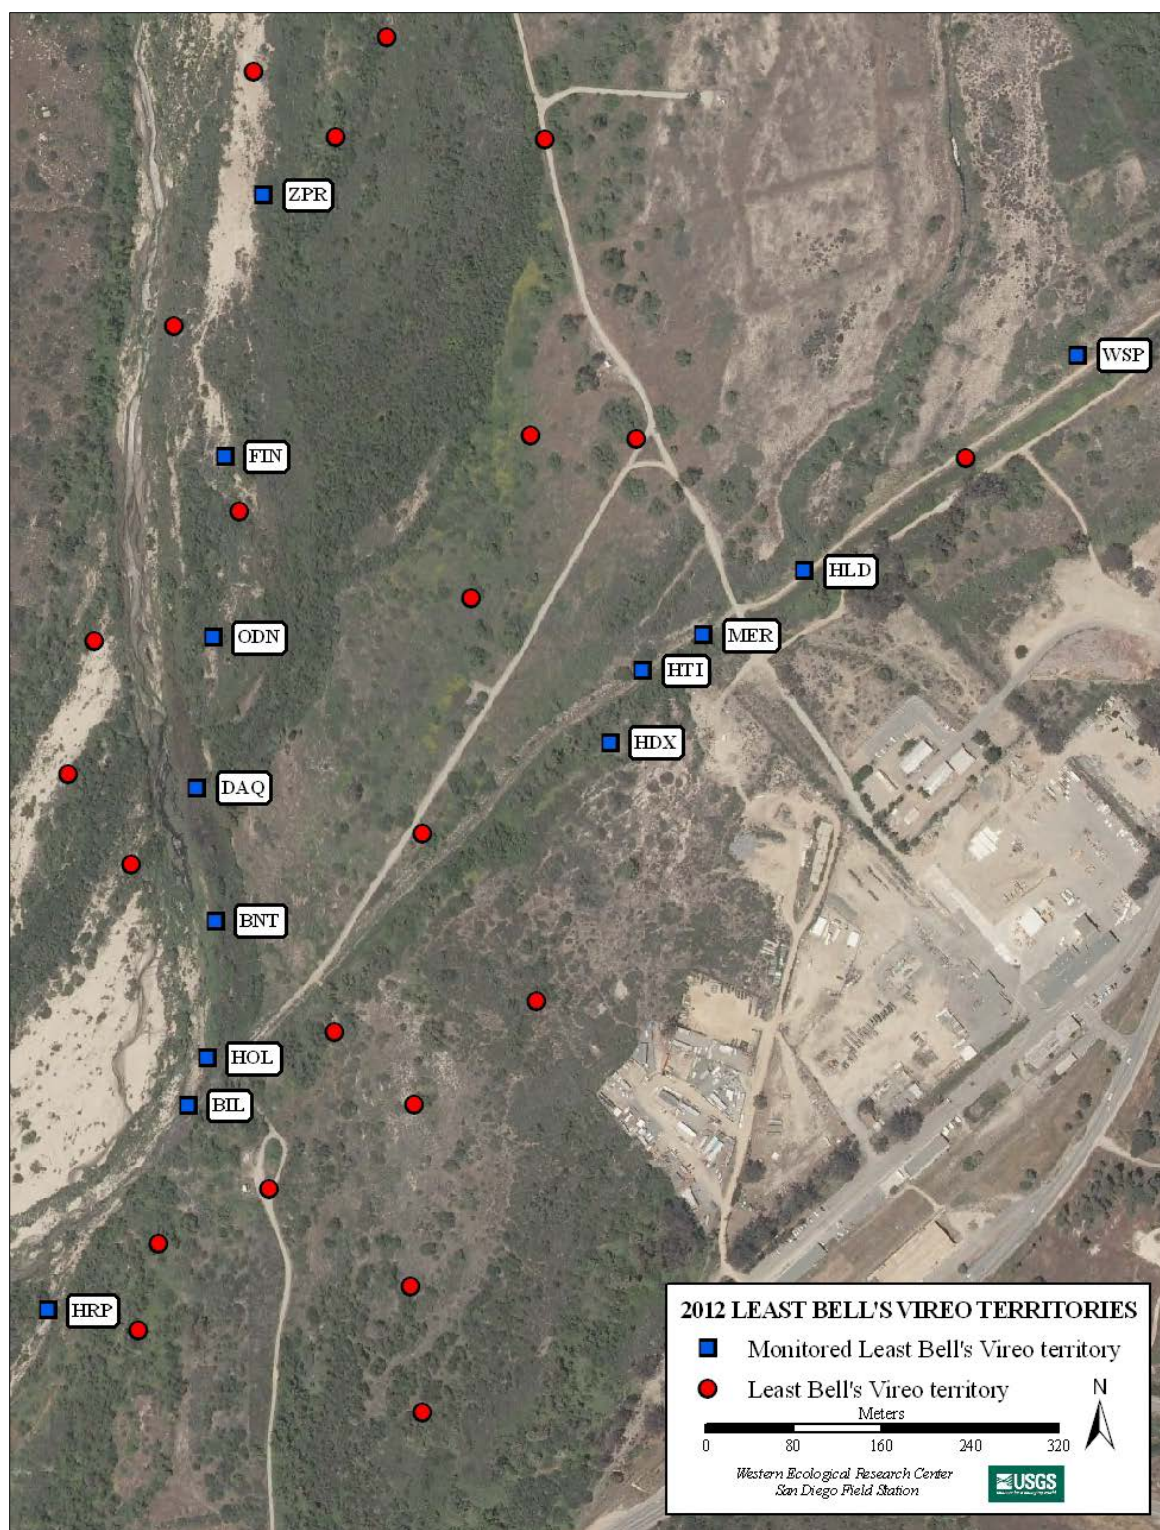 ZPR
WSP
FIN
HLD
ODN
MER
HTI
HDX
DAQ
BNT
HOL
BIL
HRP
2012 LEAST BELL'S VIREO TERRITORIES
Monitored Least Bell's Vireo territory
Least Bell's Vireo territory
N
Meters
0 80 160 240 320
Western Ecological Research Center
San Diego Field Station
USGS